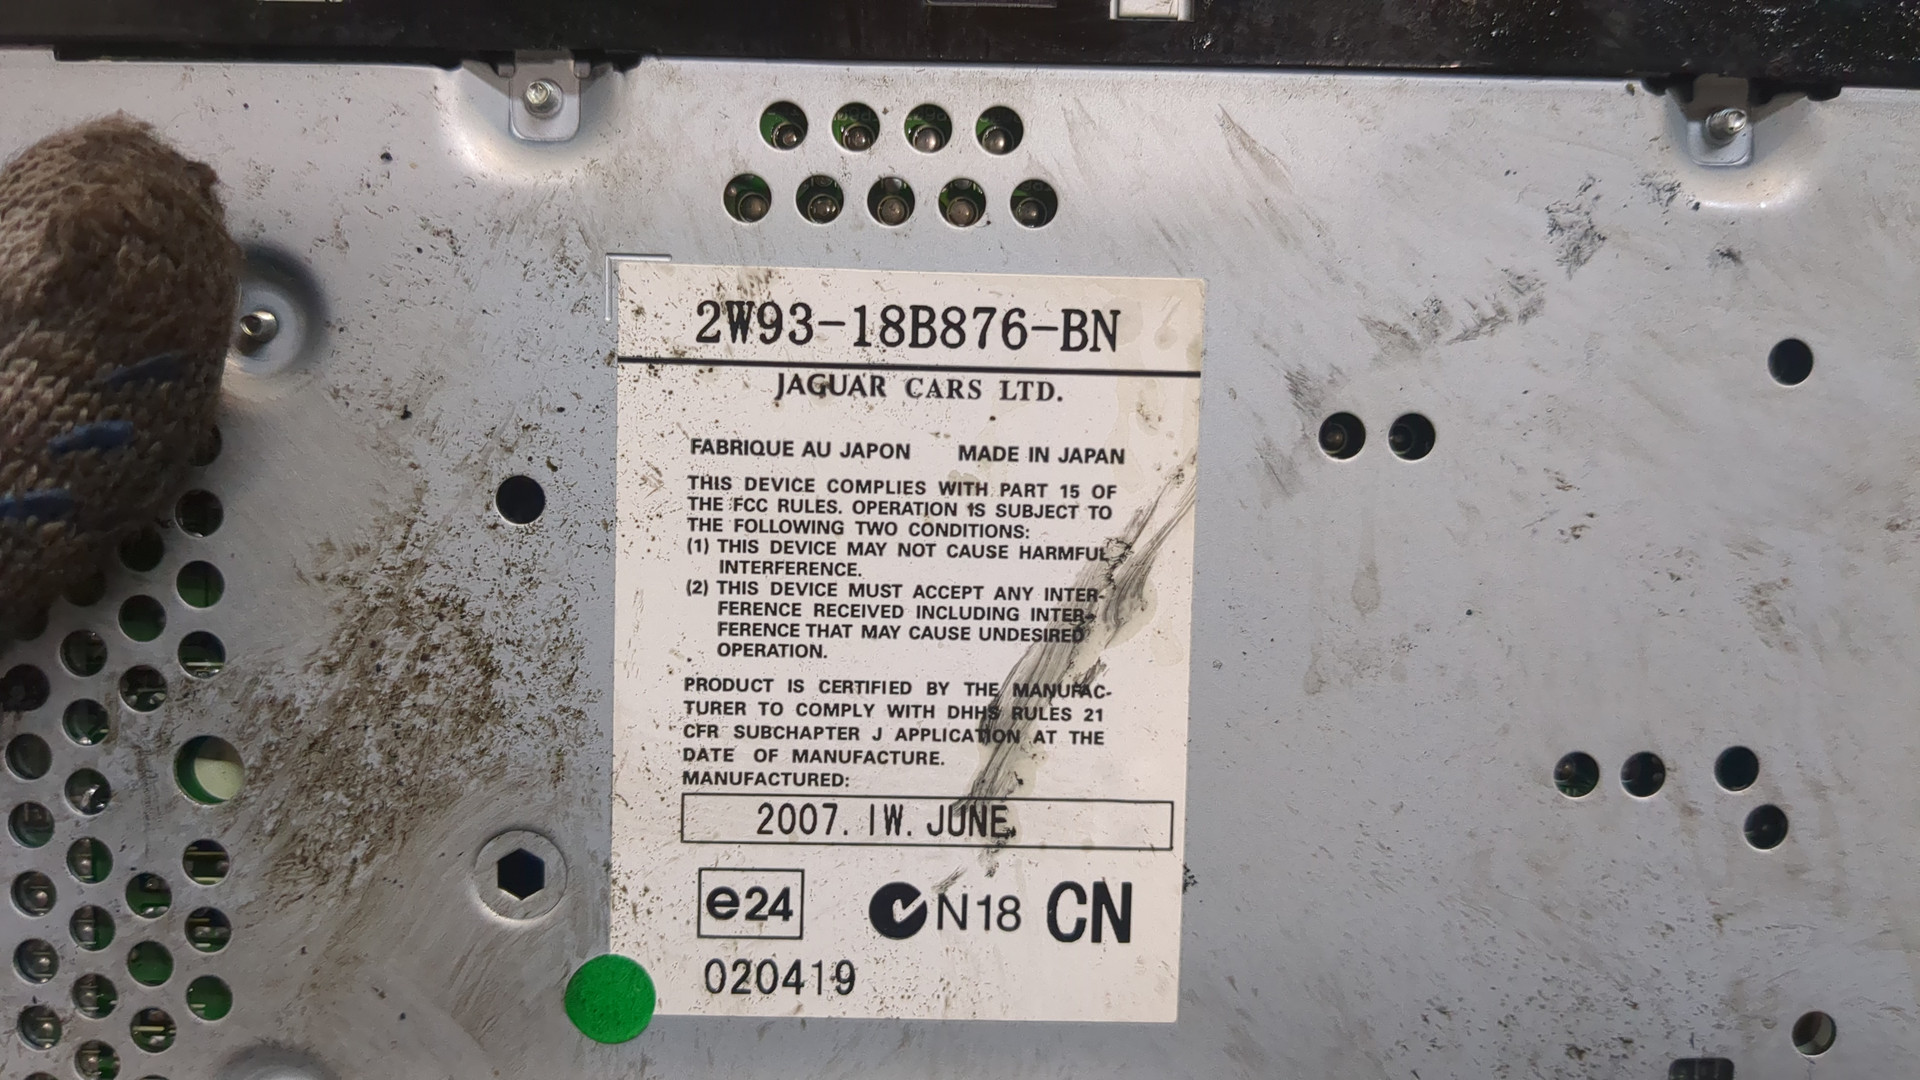 2W93-18B876-BN
JAGUAR CARS LTD.
FABRIQUE AU JAPON MADE IN JAPAN
THIS DEVICE COMPLIES WITH PART 15 OF
THE FCC RULES. OPERATION IS SUBJECT TO
THE FOLLOWING TWO CONDITIONS:
(1) THIS DEVICE MAY NOT CAUSE HARMFUL
INTERFERENCE.
(2) THIS DEVICE MUST ACCEPT ANY INTER-
FERENCE RECEIVED INCLUDING INTER-
FERENCE THAT MAY CAUSE UNDESIRED
OPERATION.
PRODUCT IS CERTIFIED BY THE MANUFAC-
TURER TO COMPLY WITH DHHS RULES 21
CFR SUBCHAPTER J APPLICATION AT THE
DATE OF MANUFACTURE.
MANUFACTURED:
2007. 1W. JUNE.
e24 N18 CN
020419